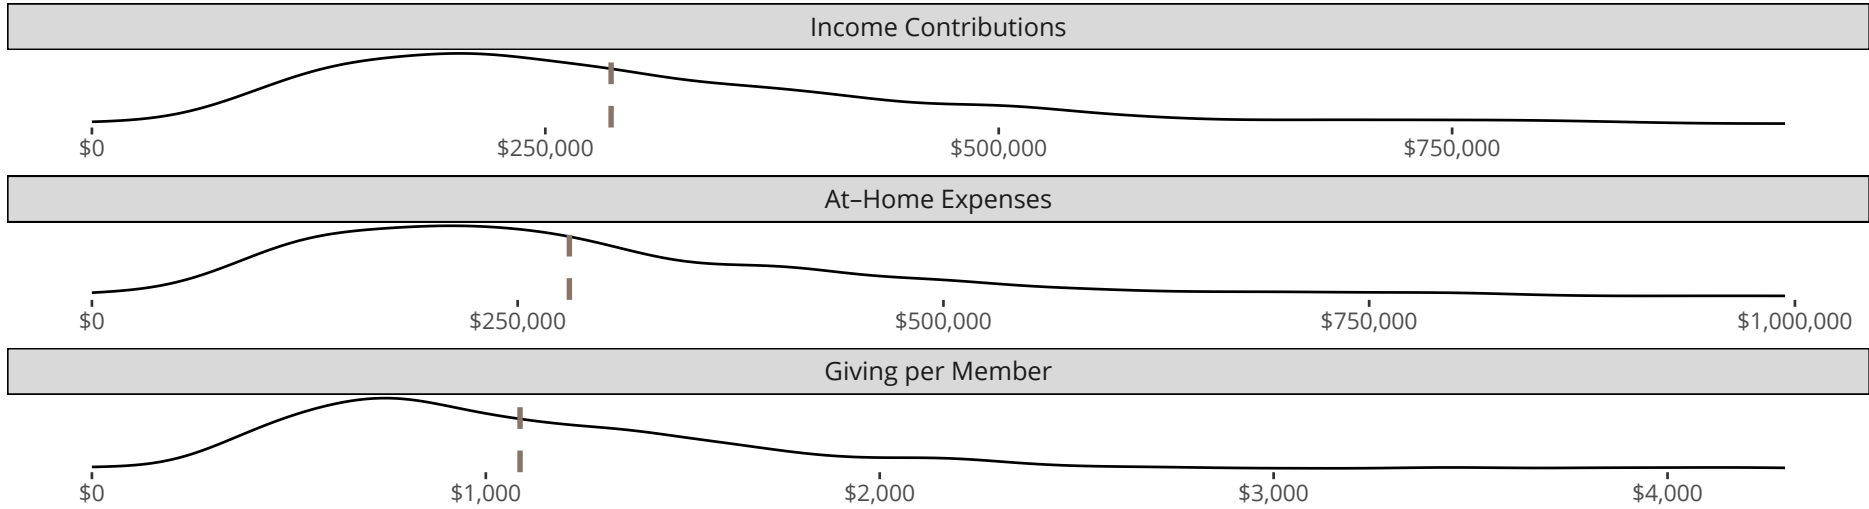 Income Contributions
$0 $250,000 $500,000 $750,000
At–Home Expenses
$0 $250,000 $500,000 $750,000 $1,000,000
Giving per Member
$0 $1,000 $2,000 $3,000 $4,000